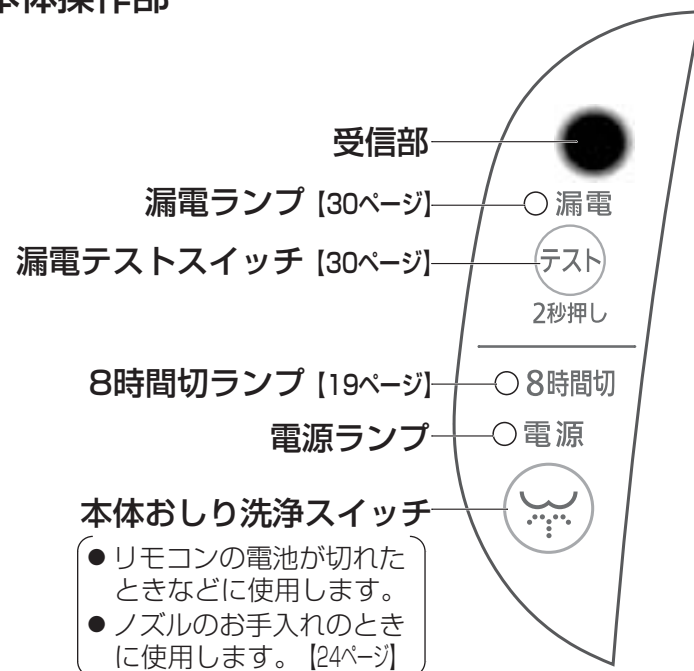 本体操作部
受信部
漏電ランプ【30ページ】
漏電
漏電テストスイッチ【30ページ】
テスト
2秒押し
8時間切ランプ【19ページ】
8時間切
電源ランプ
電源
本体おしり洗浄スイッチ
●リモコンの電池が切れた
ときなどに使用します。
●ノズルのお手入れのとき
に使用します。【24ページ】